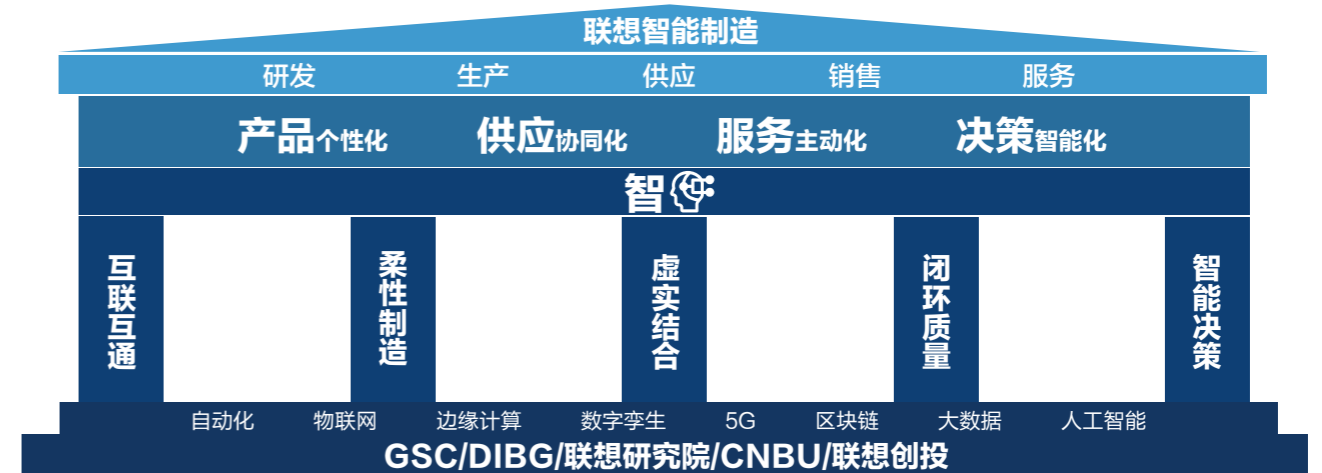 联想智能制造
研发 生产 供应 销售 服务
产品个性化 供应协同化 服务主动化 决策智能化
智
互联互通
柔性制造
虚实结合
闭环质量
智能决策
自动化 物联网 边缘计算 数字孪生 5G 区块链 大数据 人工智能
GSC/DIBG/联想研究院/CNBU/联想创投